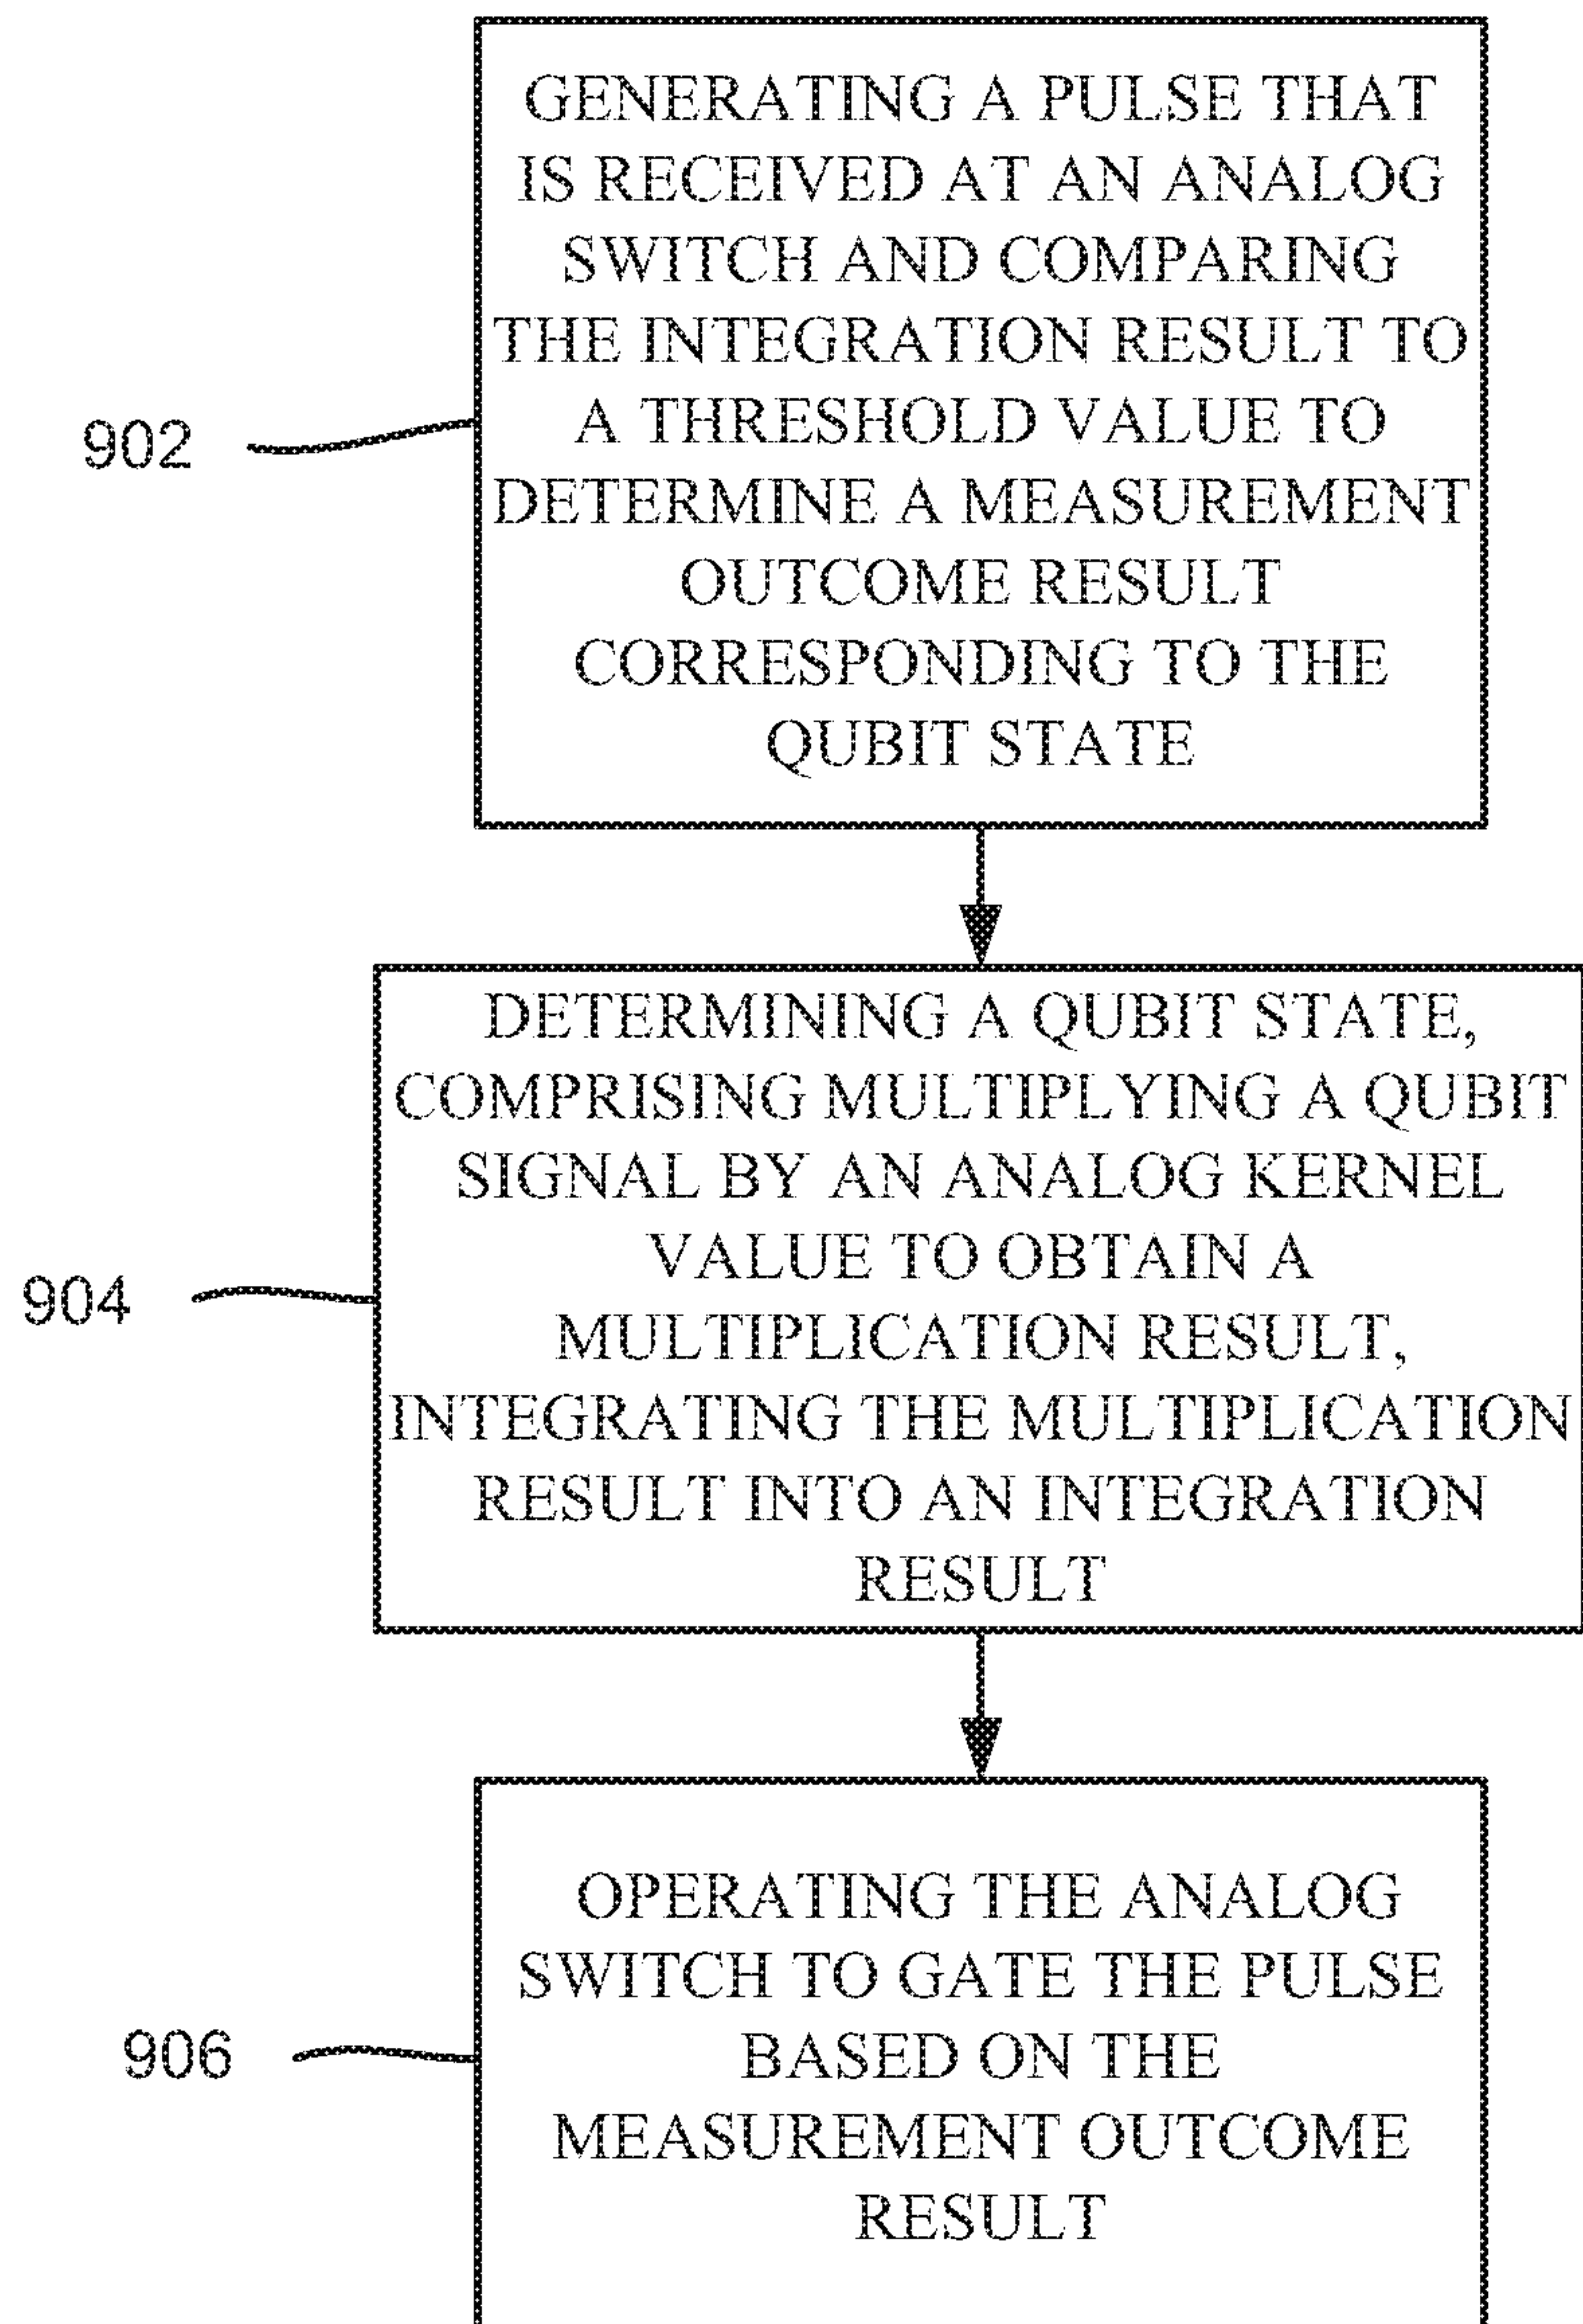 GENERATING A PULSE THAT
IS RECEIVED AT AN ANALOG
SWITCH AND COMPARING
THE INTEGRATION RESULT TO
A THRESHOLD VALUE TO
DETERMINE A MEASUREMENT
OUTCOME RESULT
CORRESPONDING TO THE
QUBIT STATE
902
DETERMINING A QUBIT STATE,
COMPRISING MULTIPLYING A QUBIT
SIGNAL BY AN ANALOG KERNEL
VALUE TO OBTAIN A
MULTIPLICATION RESULT,
INTEGRATING THE MULTIPLICATION
RESULT INTO AN INTEGRATION
RESULT
904
OPERATING THE ANALOG
SWITCH TO GATE THE PULSE
BASED ON THE
MEASUREMENT OUTCOME
RESULT
906